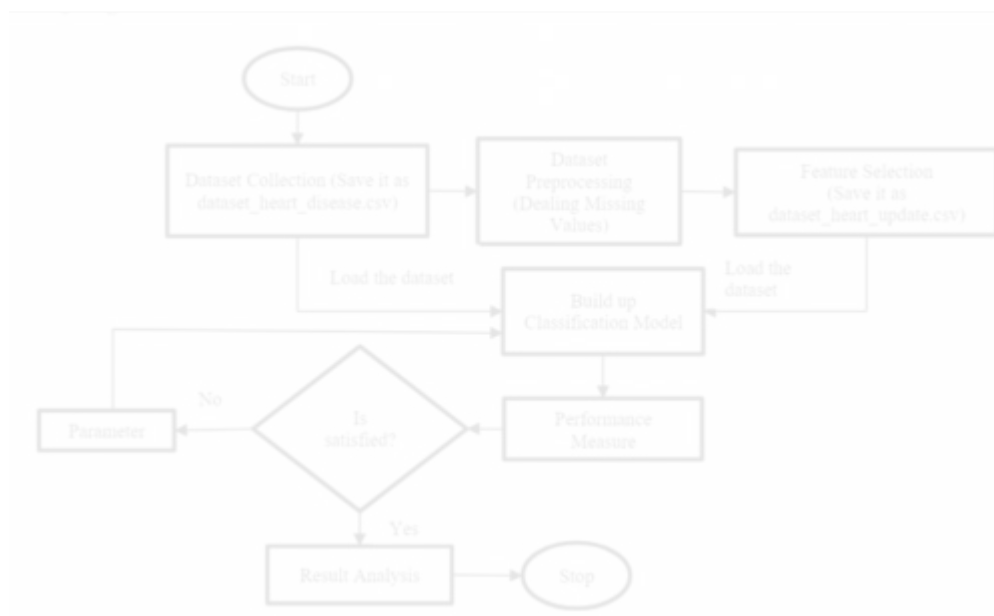 Start
Dataset Collection (Save it as
dataset_heart_disease.csv)
Dataset
Preprocessing
(Dealing Missing
Values)
Feature Selection
(Save it as
dataset_heart_update.csv)
Load the dataset
Load the
dataset
Build up
Classification Model
No
Is
satisfied?
Parameter
Performance
Measure
Yes
Result Analysis
Stop